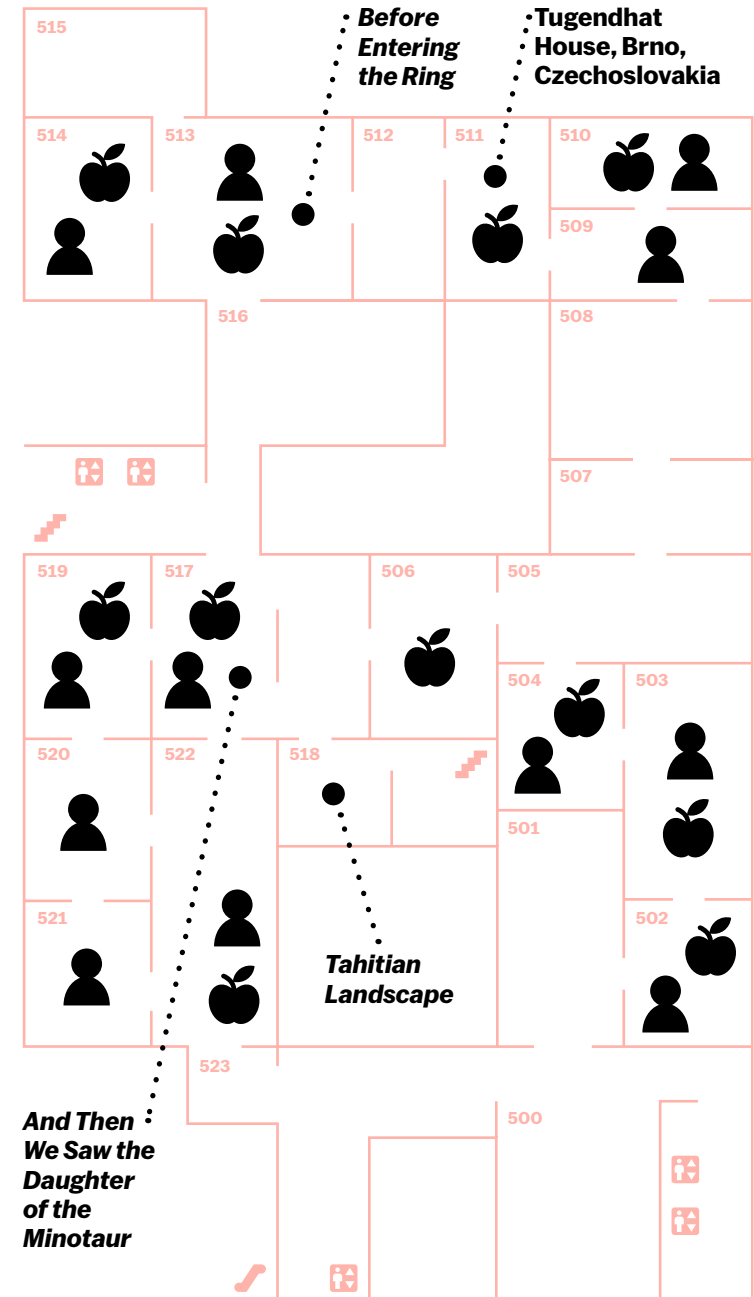 Before
Entering
the Ring
Tugendhat
House, Brno,
Czechoslovakia
515
514
513
512
511
510
509
516
508
507
519
517
506
505
504
503
520
522
518
501
521
502
Tahitian
Landscape
523
500
And Then
We Saw the
Daughter
of the
Minotaur